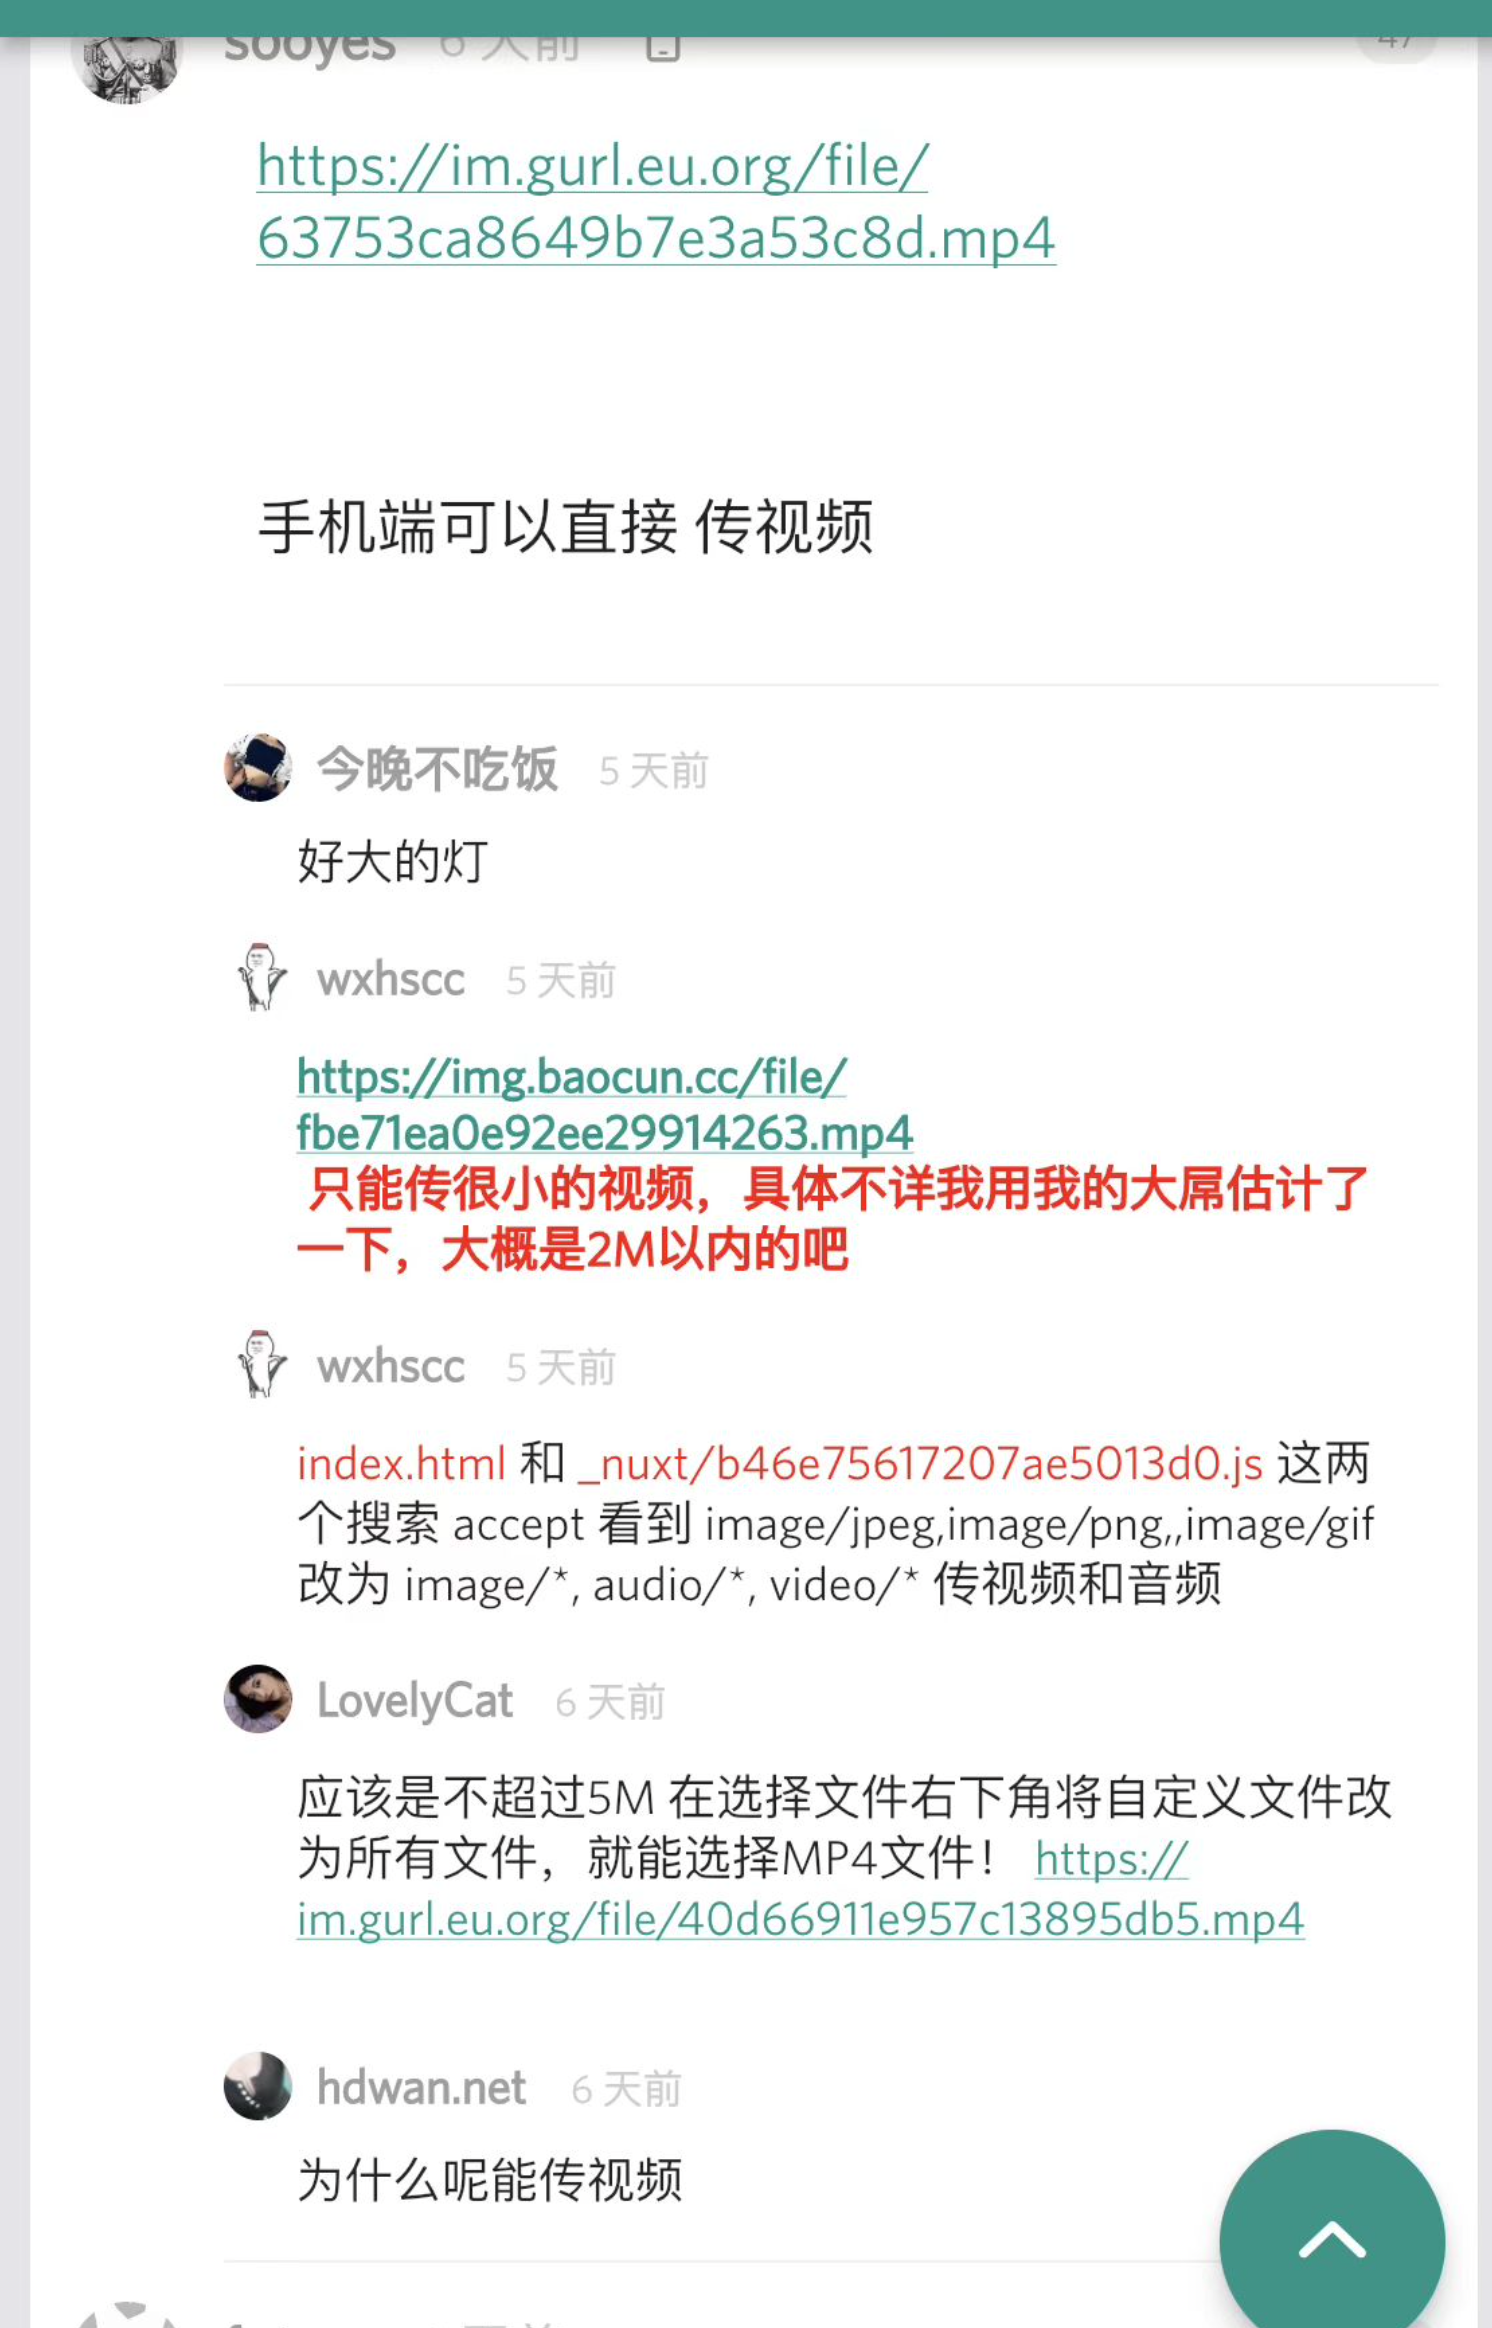 sooyes 6 天前
47
https://im.gurl.eu.org/file/
63753ca8649b7e3a53c8d.mp4
手机端可以直接 传视频
今晚不吃饭 5 天前
好大的灯
wxhscc 5 天前
https://img.baocun.cc/file/
fbe71ea0e92ee29914263.mp4
只能传很小的视频，具体不详我用我的大屌估计了
一下，大概是2M以内的吧
wxhscc 5 天前
index.html 和 _nuxt/b46e75617207ae5013d0.js 这两
个搜索 accept 看到 image/jpeg,image/png,,image/gif
改为 image/*, audio/*, video/* 传视频和音频
LovelyCat 6 天前
应该是不超过5M 在选择文件右下角将自定义文件改
为所有文件，就能选择MP4文件！ https://
im.gurl.eu.org/file/40d66911e957c13895db5.mp4
hdwan.net 6 天前
为什么呢能传视频